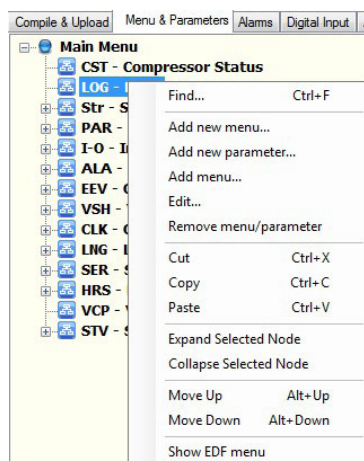 Compile & Upload Menu & Parameters Alarms Digital Input
Main Menu
CST - Compressor Status
LOG -
Find... Ctrl+F
Str - S
PAR -
Add new menu...
I-O - I
Add new parameter...
ALA -
Add menu...
EEV -
Edit...
VSH -
Remove menu/parameter
CLK -
LNG -
Cut Ctrl+X
SER - S
Copy Ctrl+C
HRS -
Paste Ctrl+V
VCP -
STV -
Expand Selected Node
Collapse Selected Node
Move Up Alt+Up
Move Down Alt+Down
Show EDF menu